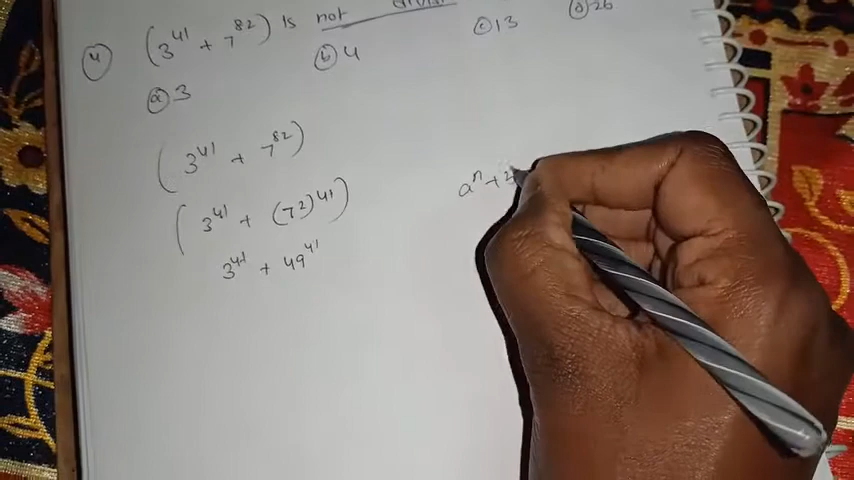 4 (3^41 + 7^82) is not
a 3 b 4 c 13 d 26
(3^41 + 7^82)
(3^41 + (7^2)^41)
3^41 + 49^41
a^n +